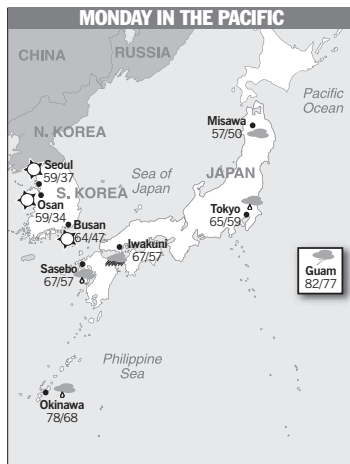 MONDAY IN THE PACIFIC
CHINA
RUSSIA
Pacific
Ocean
Misawa
57/50
N. KOREA
Seoul
59/37
Sea of
Japan
JAPAN
S. KOREA
Osan
59/34
Tokyo
65/59
Busan
64/47
Iwakuni
67/57
Sasebo
67/57
Guam
82/77
Philippine
Sea
Okinawa
78/68